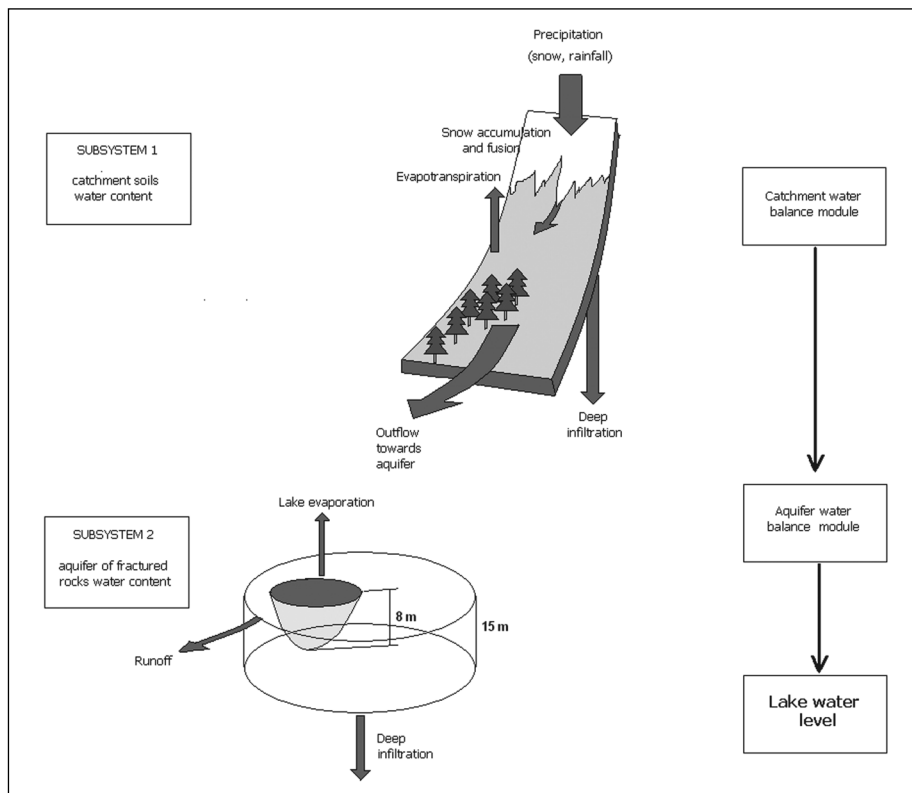 Precipitation
(snow, rainfall)
SUBSYSTEM 1
catchment soils
water content
Snow accumulation
and fusion
Evapotranspiration
Catchment water
balance module
Deep
infiltration
Outflow
towards
aquifer
Lake evaporation
SUBSYSTEM 2
aquifer of fractured
rocks water content
Aquifer water
balance module
8 m
15 m
Runoff
Lake water
level
Deep
infiltration